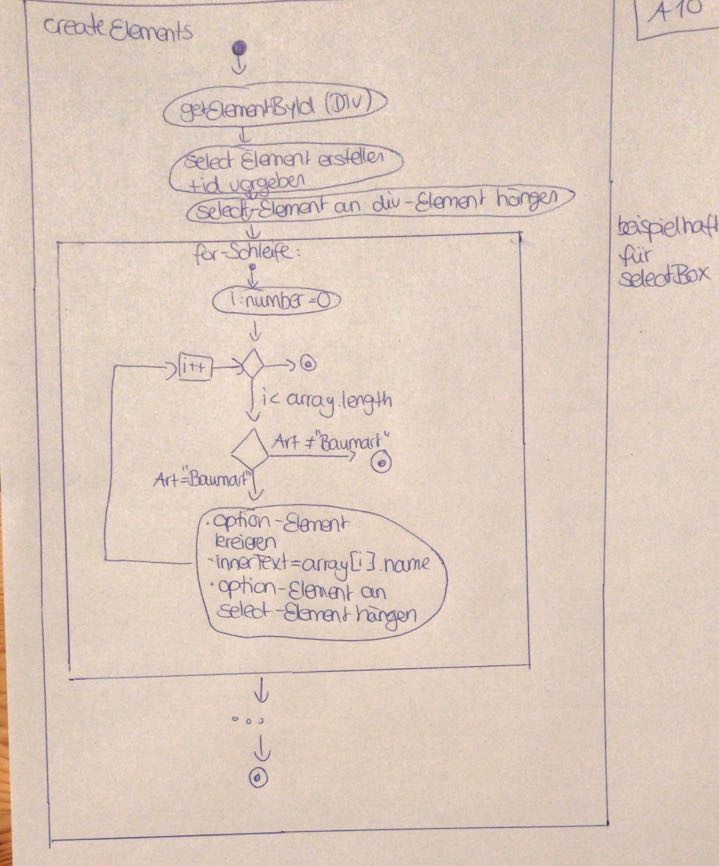 createElements
A10
getElementById (Div)
select Element erstellen
+id vergeben
select-Element an div-Element hängen
beispielhaft
für
selectBox
for-Schleife:
i:number=0
i++
i< array.length
Art ≠"Baumart"
Art="Baumart"
·option-Element
kreieren
·innerText=array[i].name
·option-Element an
select-Element hängen
...